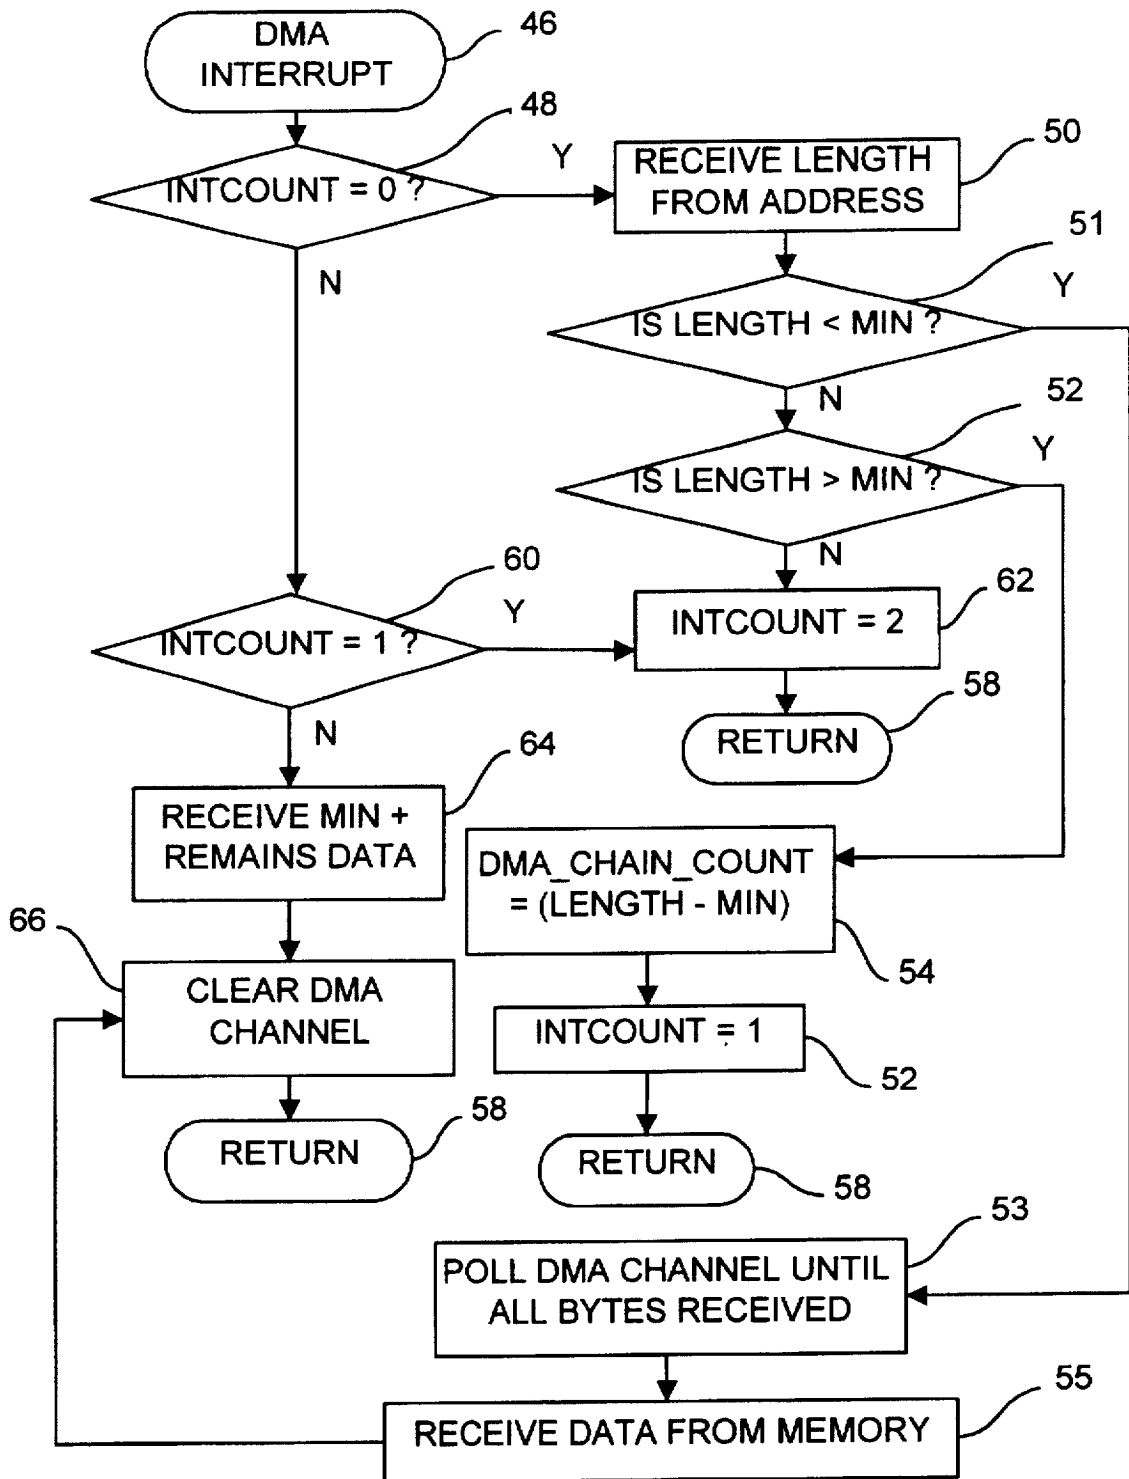 DMA
INTERRUPT
46
48
INTCOUNT = 0 ?
Y
N
RECEIVE LENGTH
FROM ADDRESS
50
51
IS LENGTH < MIN ?
Y
N
52
IS LENGTH > MIN ?
Y
N
60
INTCOUNT = 1 ?
Y
N
62
INTCOUNT = 2
58
RETURN
64
RECEIVE MIN +
REMAINS DATA
DMA_CHAIN_COUNT
= (LENGTH - MIN)
54
66
CLEAR DMA
CHANNEL
INTCOUNT = 1
52
58
RETURN
RETURN
58
53
POLL DMA CHANNEL UNTIL
ALL BYTES RECEIVED
55
RECEIVE DATA FROM MEMORY